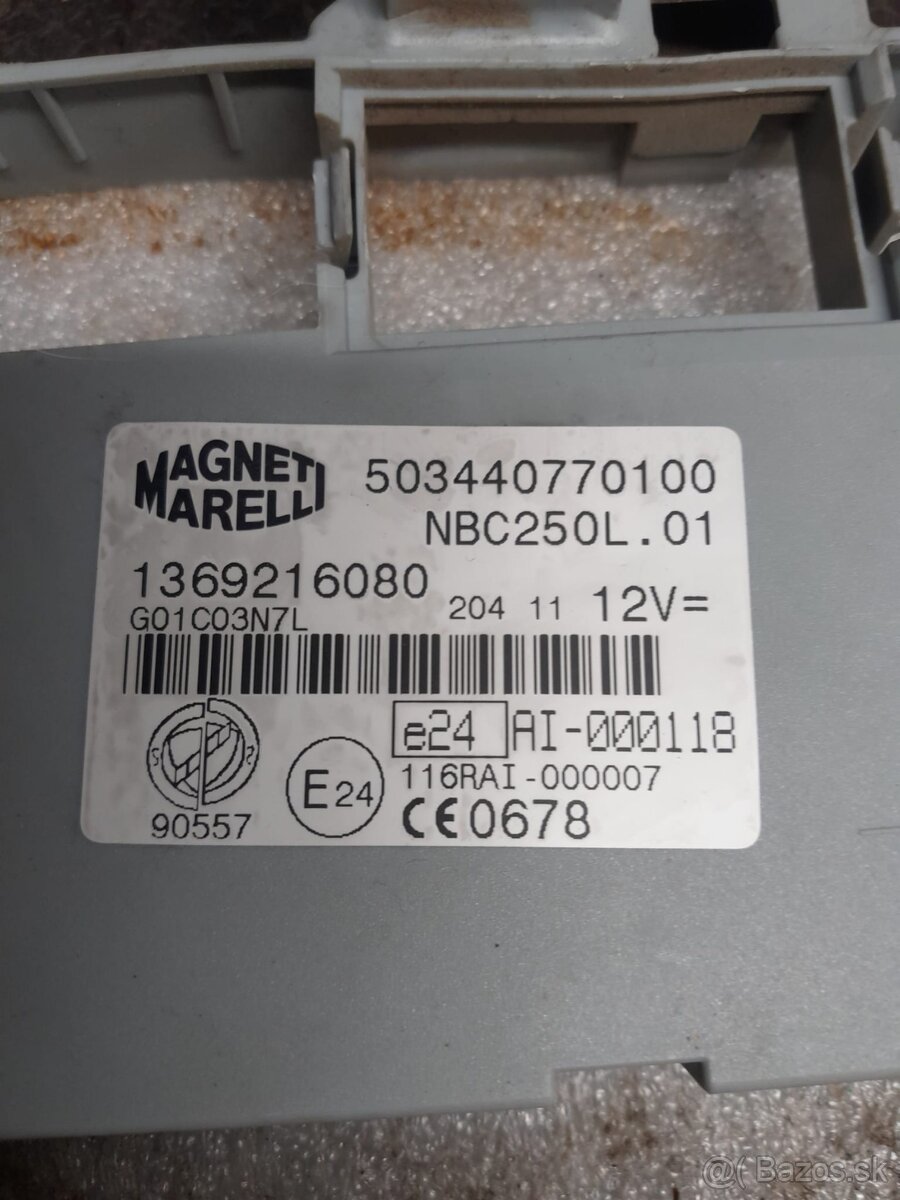 MAGNETI
MARELLI
503440770100
NBC250L.01
1369216080
G01C03N7L
204 11
12V=
e24
AI-000118
116RAI-000007
E24
CE0678
90557
@( Bazos.sk